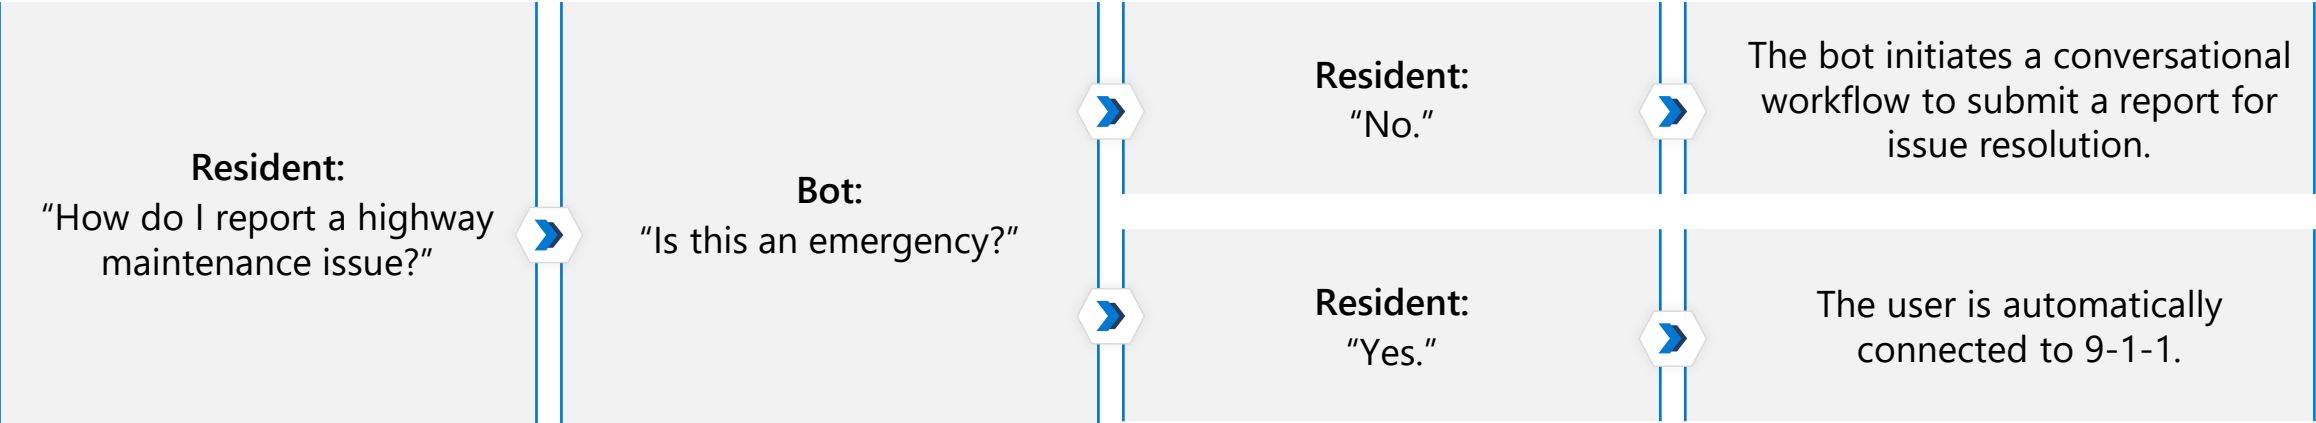 Resident:
“How do I report a highway
maintenance issue?”
Bot:
“Is this an emergency?”
Resident:
“No.”
The bot initiates a conversational
workflow to submit a report for
issue resolution.
Resident:
“Yes.”
The user is automatically
connected to 9-1-1.